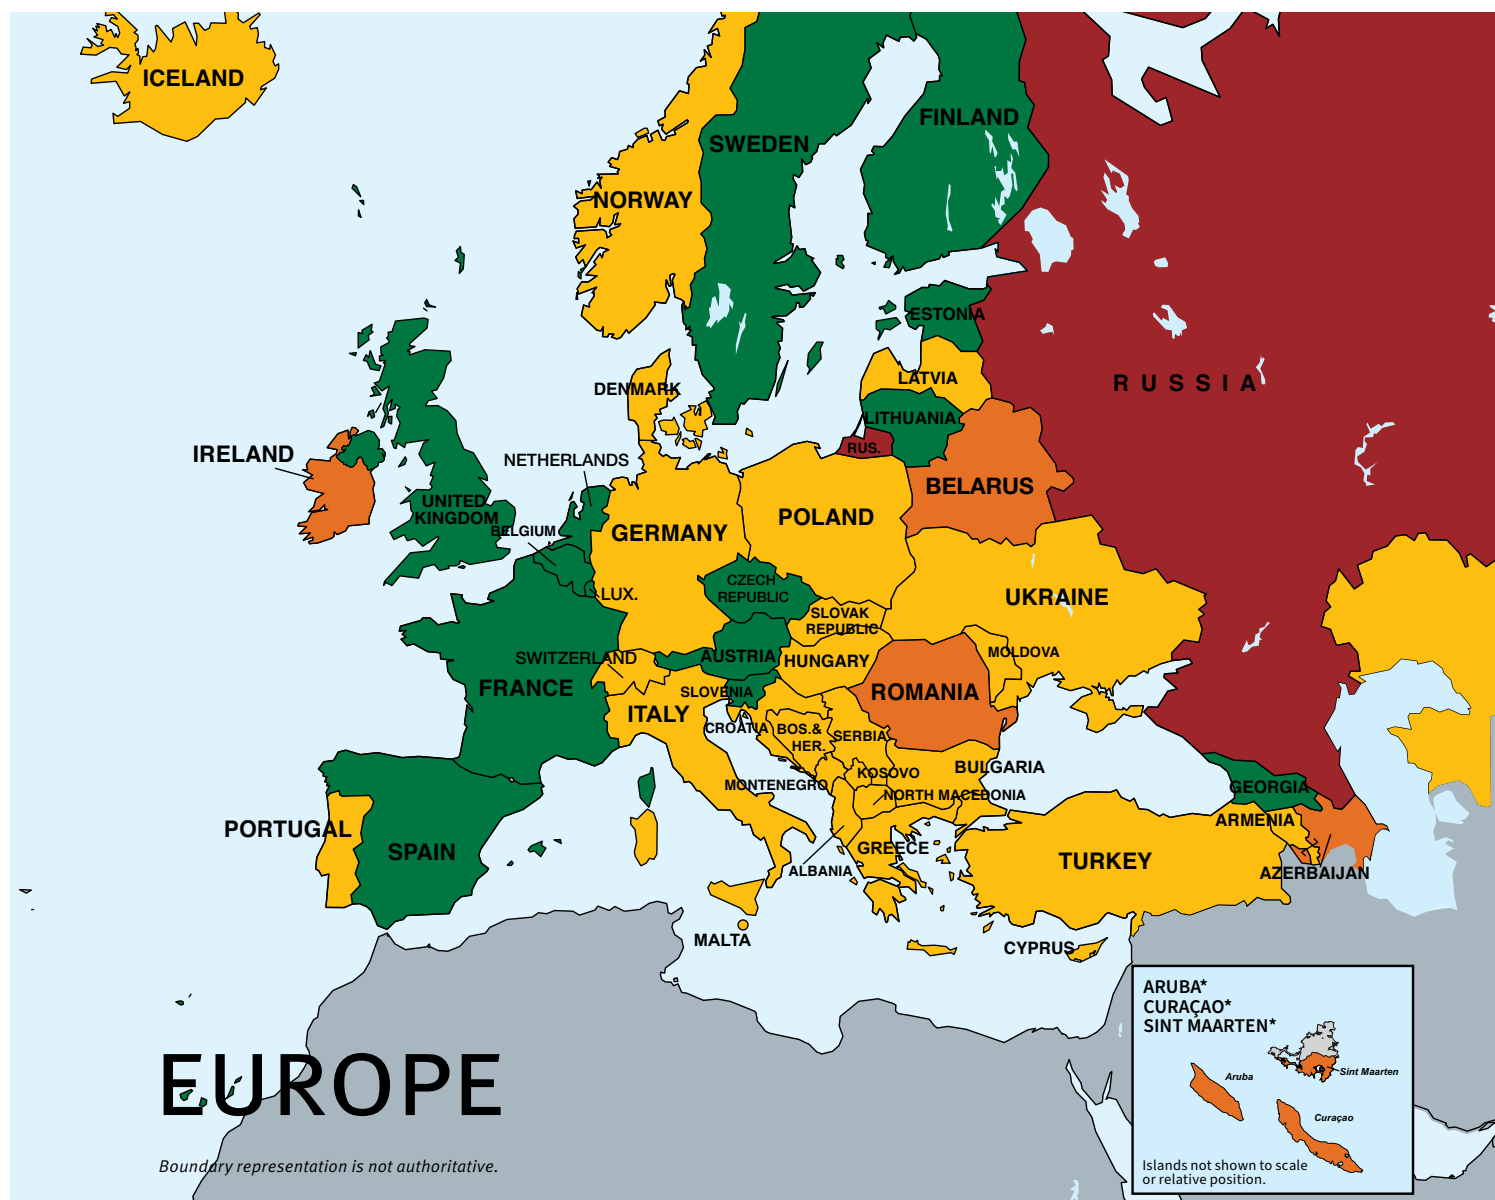 ICELAND
FINLAND
SWEDEN
NORWAY
ESTONIA
LATVIA
RUSSIA
DENMARK
LITHUANIA
RUS.
IRELAND
NETHERLANDS
BELARUS
UNITED
KINGDOM
POLAND
BELGIUM
GERMANY
CZECH
REPUBLIC
LUX.
UKRAINE
SLOVAK
REPUBLIC
SWITZERLAND
AUSTRIA
HUNGARY
MOLDOVA
FRANCE
SLOVENIA
ROMANIA
ITALY
CROATIA
BOS.&
HER.
SERBIA
KOSOVO
BULGARIA
MONTENEGRO
NORTH MACEDONIA
GEORGIA
ARMENIA
PORTUGAL
SPAIN
GREECE
TURKEY
ALBANIA
AZERBAIJAN
MALTA
CYPRUS
ARUBA*
CURAÇAO*
SINT MAARTEN*
Sint Maarten
Aruba
Curaçao
Islands not shown to scale
or relative position.
EUROPE
Boundary representation is not authoritative.